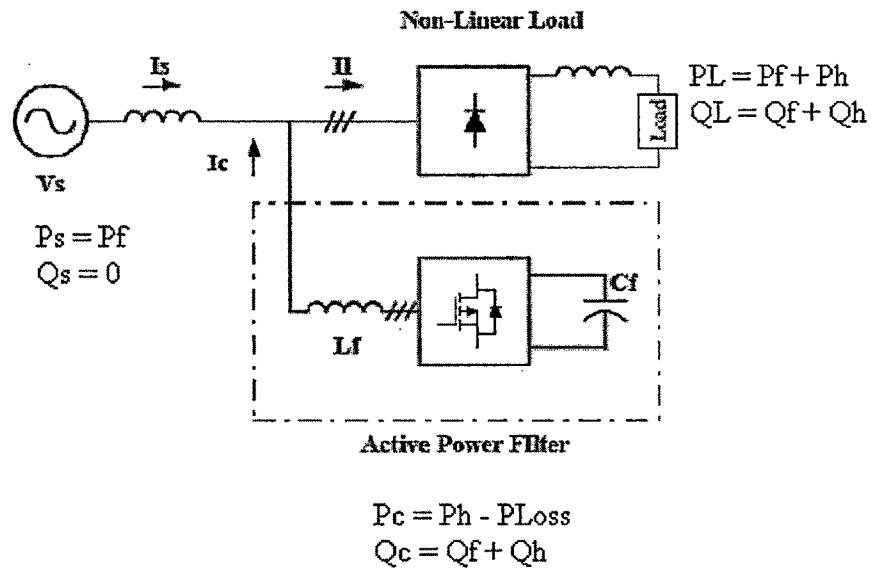 Non-Linear Load
Is
Il
PL = Pf + Ph
QL = Qf + Qh
Load
Ic
Vs
Ps = Pf
Qs = 0
Cf
Lf
Active Power Filter
Pc = Ph - PLoss
Qc = Qf + Qh